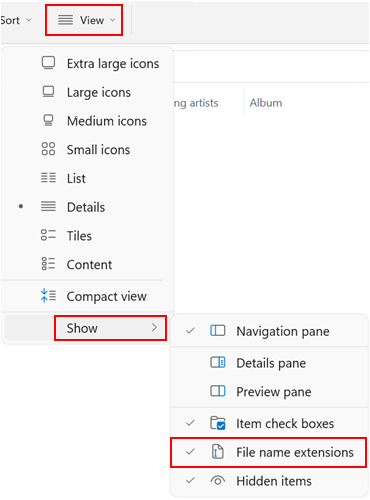 Sort
View
Extra large icons
Large icons
ng artists
Album
Medium icons
Small icons
List
Details
Tiles
Content
Compact view
Show
Navigation pane
Details pane
Preview pane
Item check boxes
File name extensions
Hidden items